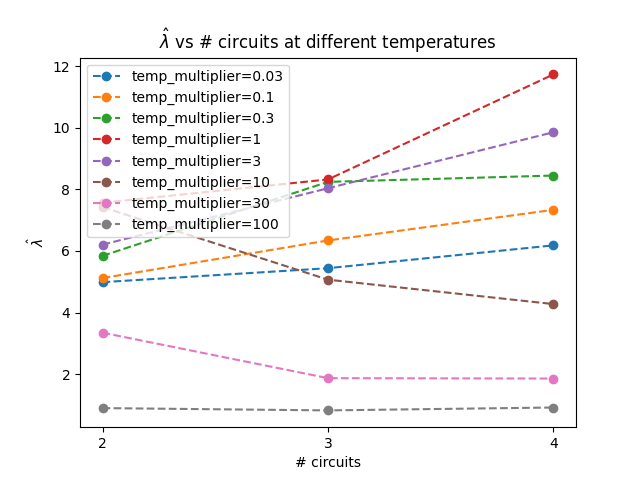 λ̂ vs # circuits at different temperatures
temp_multiplier=0.03
temp_multiplier=0.1
temp_multiplier=0.3
temp_multiplier=1
temp_multiplier=3
temp_multiplier=10
temp_multiplier=30
temp_multiplier=100
12
10
8
6
4
2
λ̂
2 3 4
# circuits